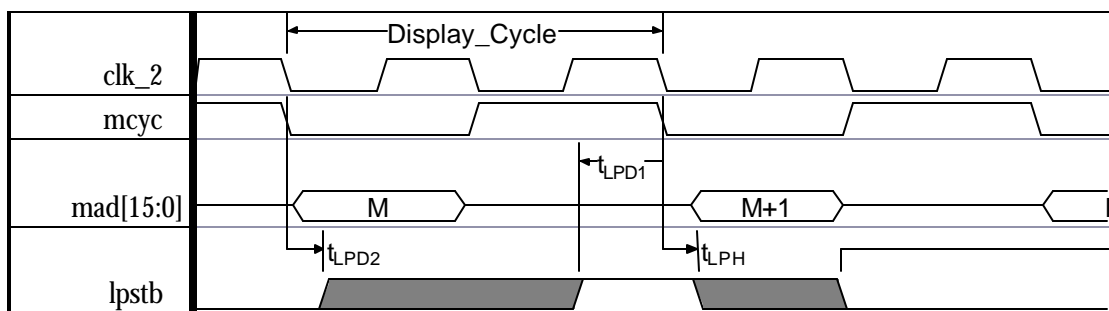 Display_Cycle
clk_2
mcyc
tLPD1
mad[15:0]
M
M+1
tLPD2
tLPH
lpstb